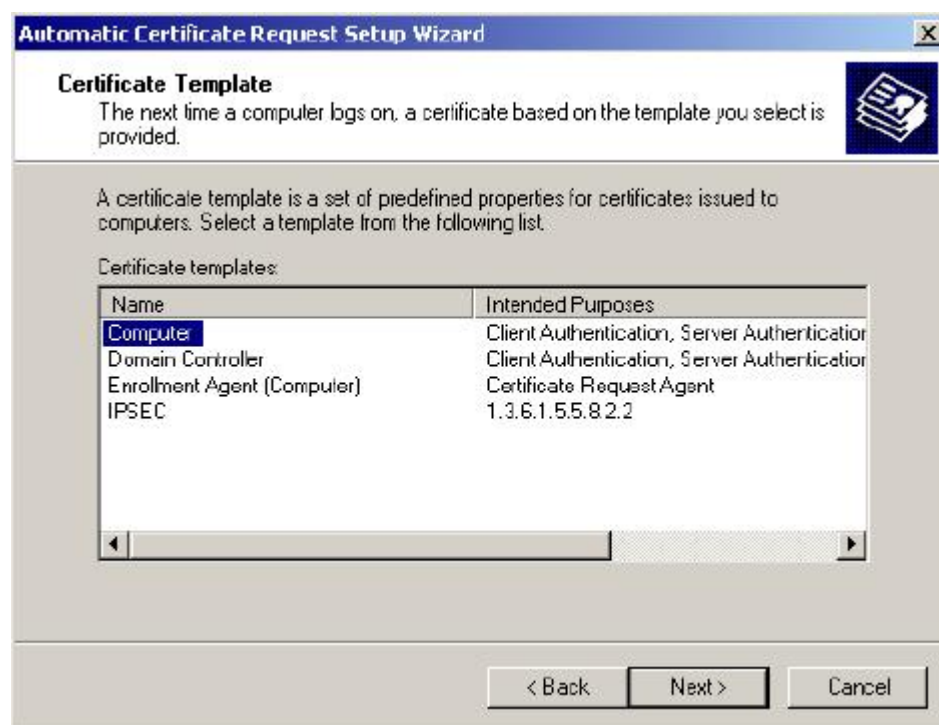 Automatic Certificate Request Setup Wizard
Certificate Template
The next time a computer logs on, a certificate based on the template you select is
provided.
A certificate template is a set of predefined properties for certificates issued to
computers. Select a template from the following list.
Certificate templates:
Name Intended Purposes
Computer Client Authentication, Server Authentication
Domain Controller Client Authentication, Server Authentication
Enrollment Agent (Computer) Certificate Request Agent
IPSEC 1.3.6.1.5.5.8.2.2
< Back Next > Cancel